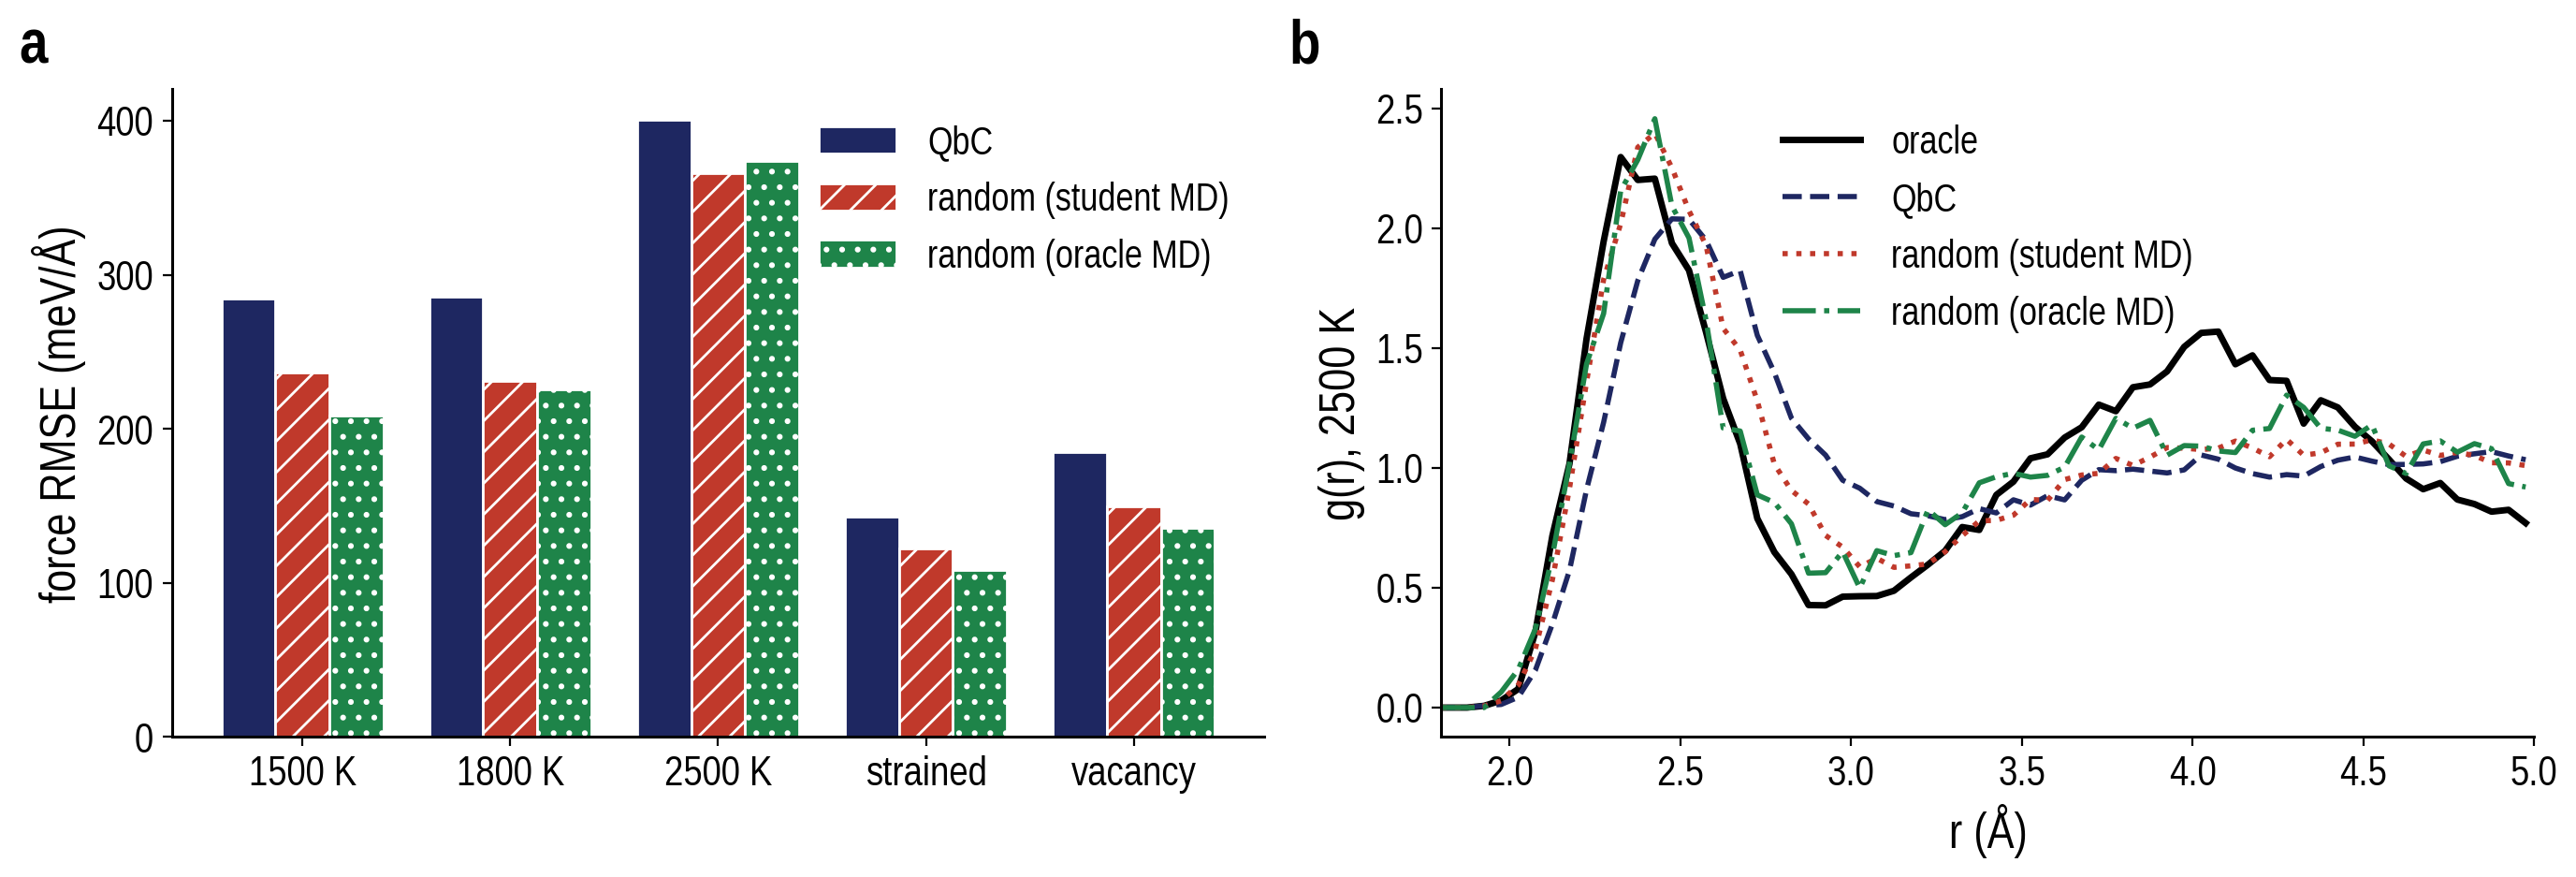 a
force RMSE (meV/Å)
400
300
200
100
0
1500 K
1800 K
2500 K
strained
vacancy
QbC
random (student MD)
random (oracle MD)
b
g(r), 2500 K
2.5
2.0
1.5
1.0
0.5
0.0
2.0
2.5
3.0
3.5
4.0
4.5
5.0
r (Å)
oracle
QbC
random (student MD)
random (oracle MD)